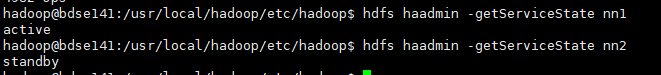 hadoop@bdse141:/usr/local/hadoop/etc/hadoop$ hdfs haadmin -getServiceState nn1
active
hadoop@bdse141:/usr/local/hadoop/etc/hadoop$ hdfs haadmin -getServiceState nn2
standby